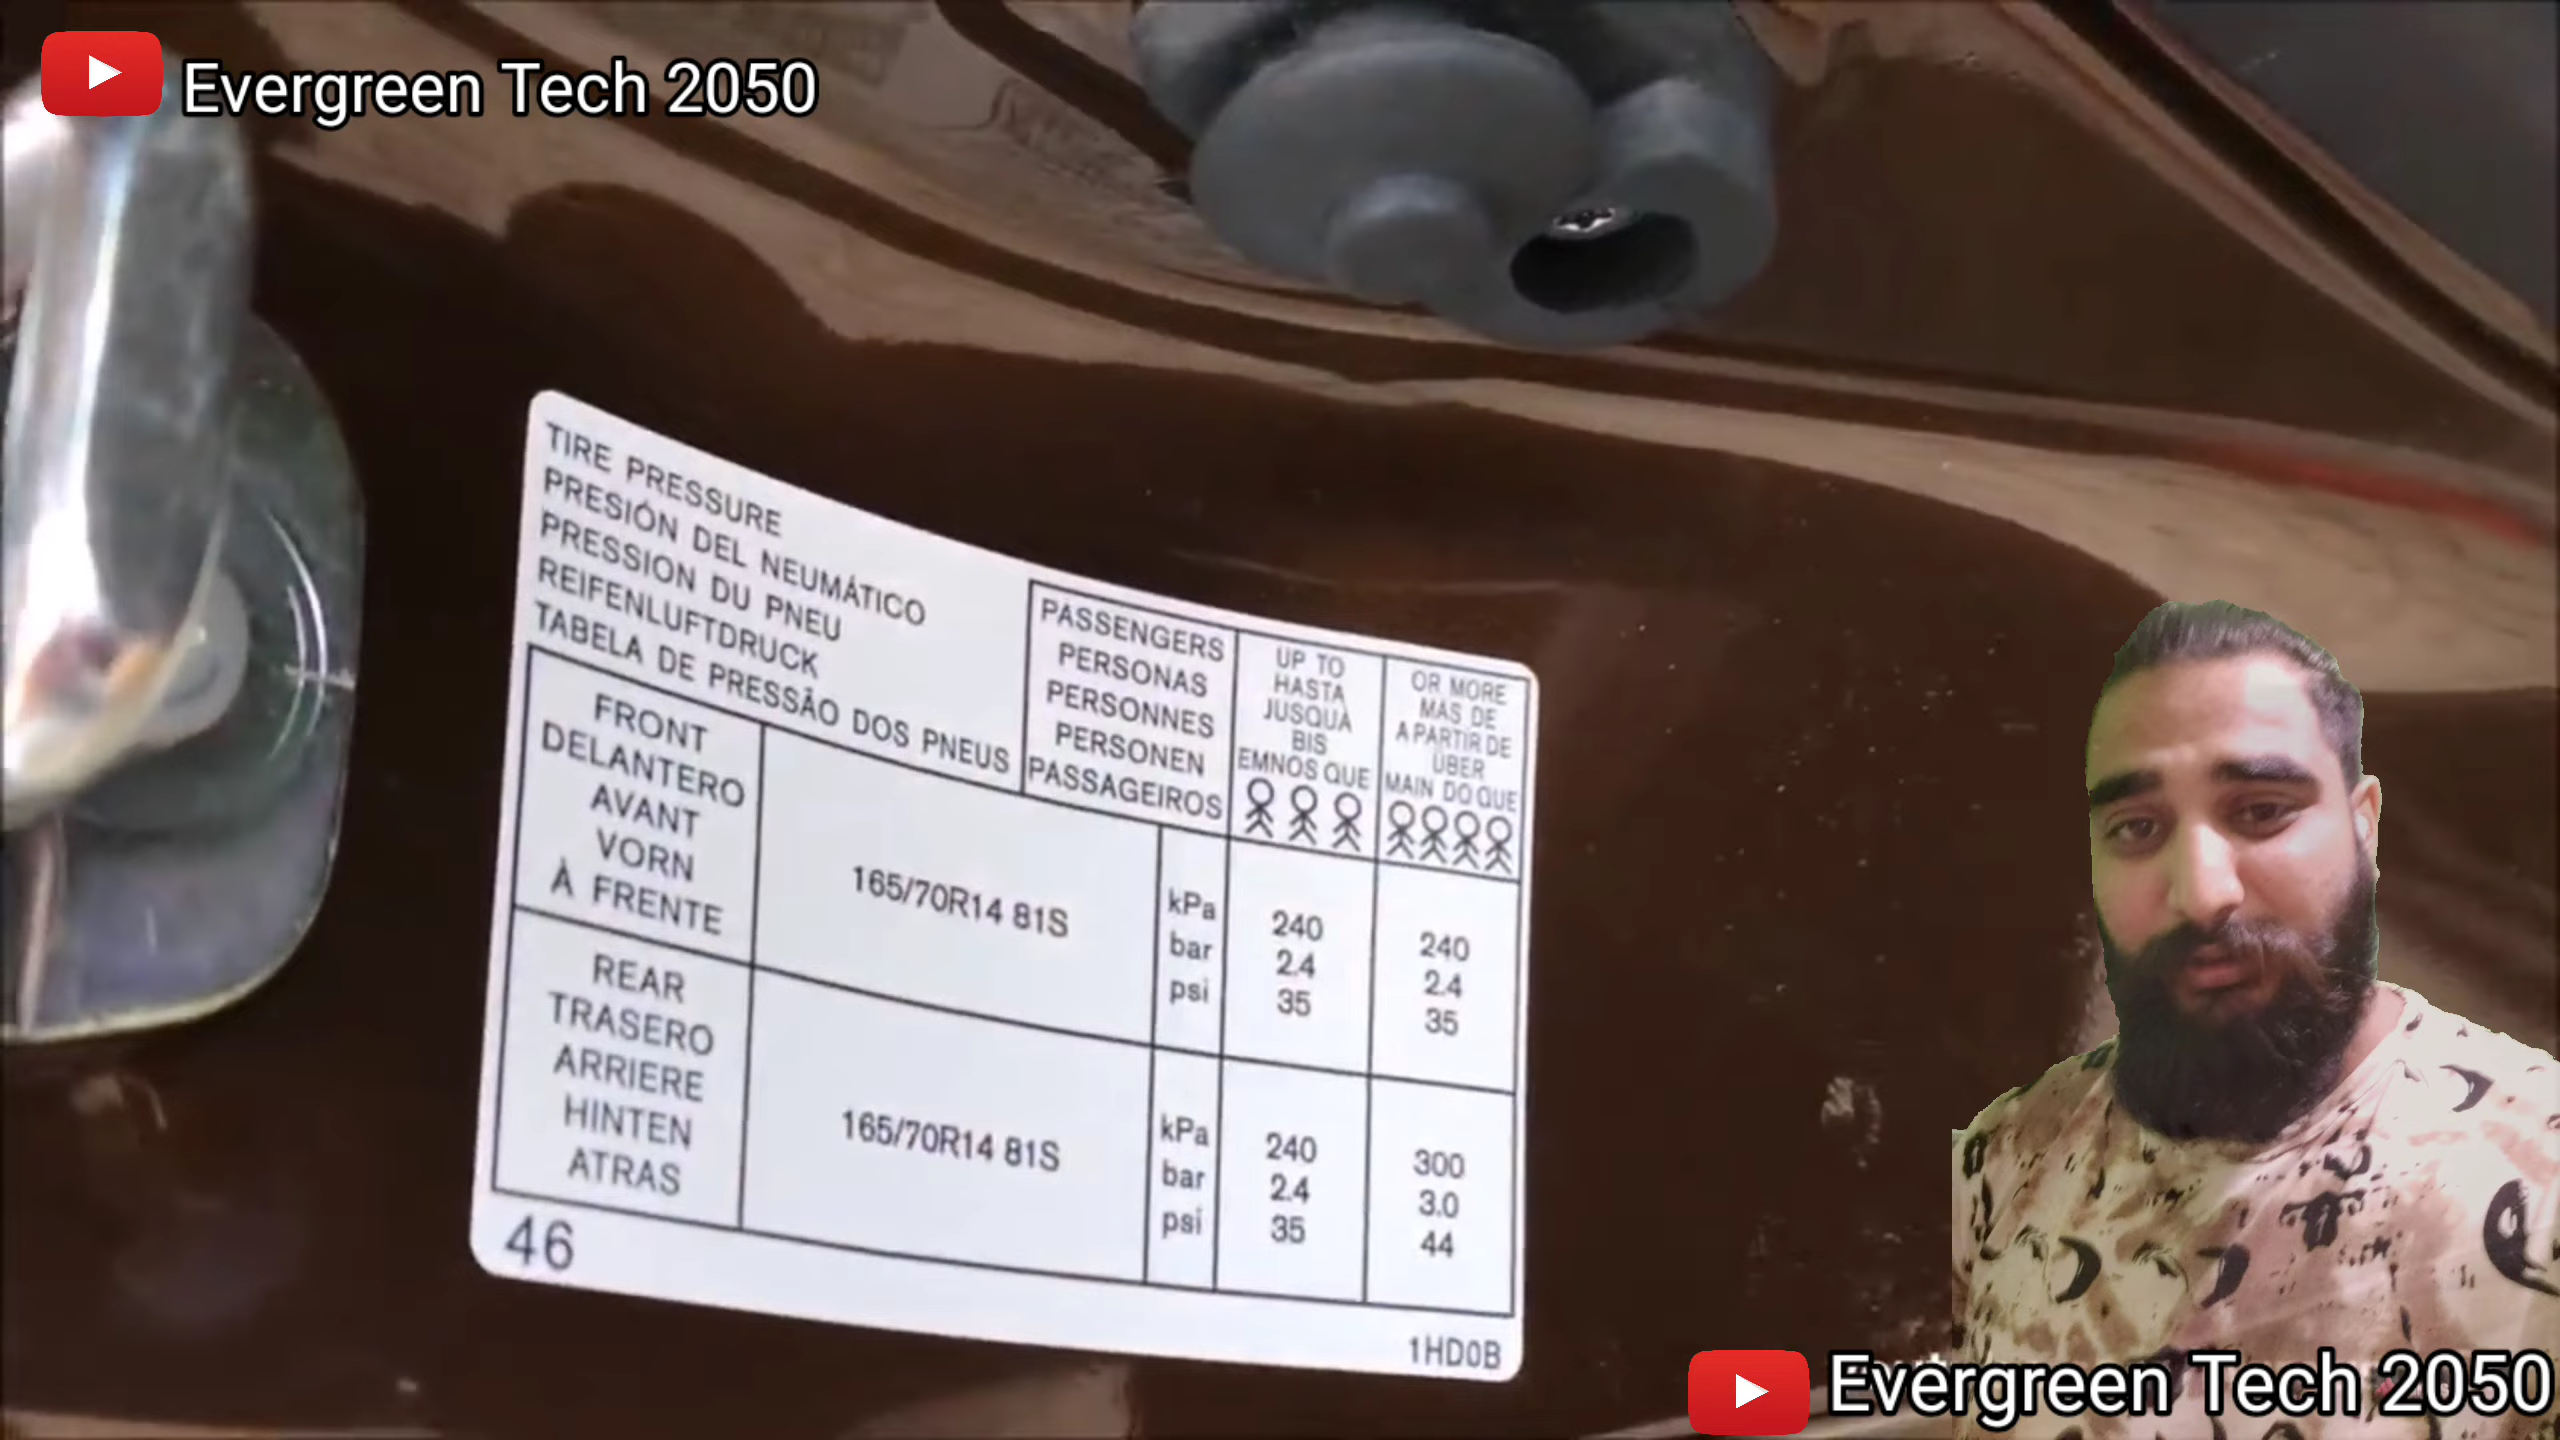 Evergreen Tech 2050
TIRE PRESSURE
PRESIÓN DEL NEUMÁTICO
PRESSION DU PNEU
REIFENLUFTDRUCK
TABELA DE PRESSÃO DOS PNEUS
PASSENGERS
PERSONAS
PERSONNES
PERSONEN
PASSAGEIROS
UP TO
HASTA
JUSQUÀ
BIS
EMNOS QUE
OR MORE
MÁS DE
A PARTIR DE
ÜBER
MAIN DO QUE
FRONT
DELANTERO
AVANT
VORN
À FRENTE
165/70R14 81S
kPa 240 240
bar 2.4 2.4
psi 35 35
REAR
TRASERO
ARRIERE
HINTEN
ATRAS
165/70R14 81S
kPa 240 300
bar 2.4 3.0
psi 35 44
46
1HD0B
Evergreen Tech 2050